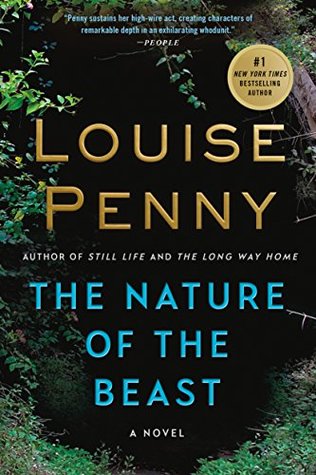 "Penny sustains her high-wire act, creating characters
of remarkable depth in an exhilarating whodunit."
—PEOPLE
#1
NEW YORK TIMES
BESTSELLING
AUTHOR
LOUISE
PENNY
AUTHOR OF STILL LIFE AND THE LONG WAY HOME
THE NATURE
OF THE
BEAST
A NOVEL